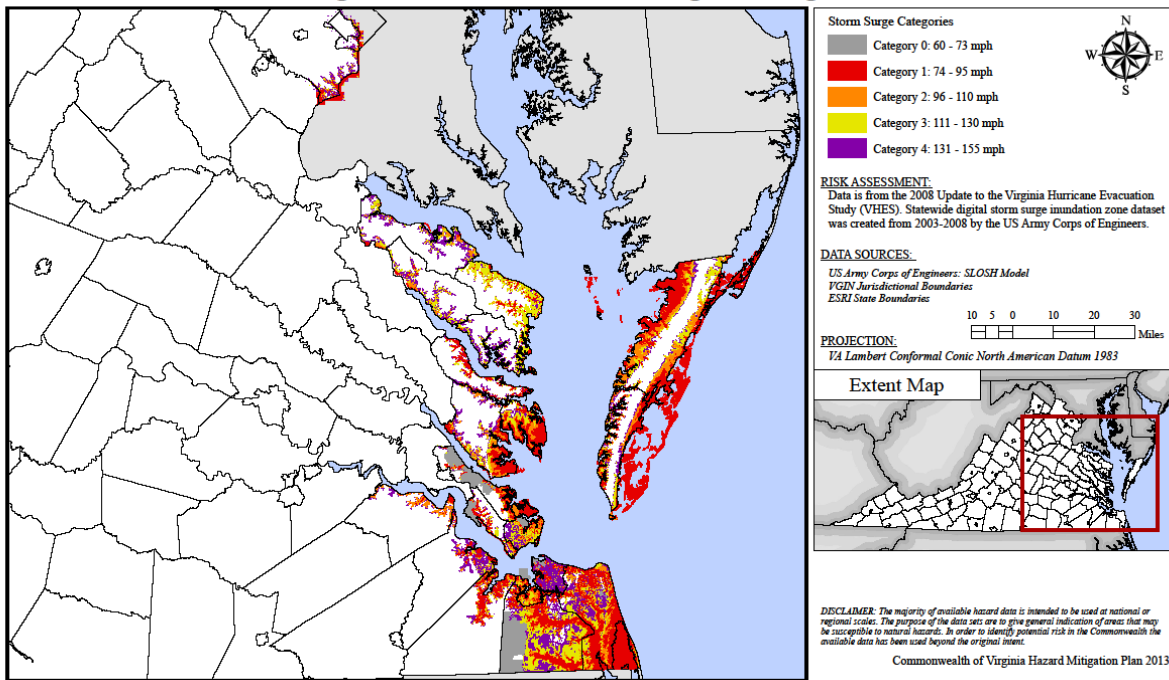 Storm Surge Categories
Category 0: 60 - 73 mph
Category 1: 74 - 95 mph
Category 2: 96 - 110 mph
Category 3: 111 - 130 mph
Category 4: 131 - 155 mph
N
W E
S
RISK ASSESSMENT:
Data is from the 2008 Update to the Virginia Hurricane Evacuation
Study (VHES). Statewide digital storm surge inundation zone dataset
was created from 2003-2008 by the US Army Corps of Engineers.
DATA SOURCES:
US Army Corps of Engineers: SLOSH Model
VGIN Jurisdictional Boundaries
ESRI State Boundaries
10 5 0 10 20 30
Miles
PROJECTION:
VA Lambert Conformal Conic North American Datum 1983
Extent Map
DISCLAIMER: The majority of available hazard data is intended to be used at national or
regional scales. The purpose of the data sets are to give general indication of areas that may
be susceptible to natural hazards. In order to identify potential risk in the Commonwealth the
available data has been used beyond the original intent.
Commonwealth of Virginia Hazard Mitigation Plan 2013